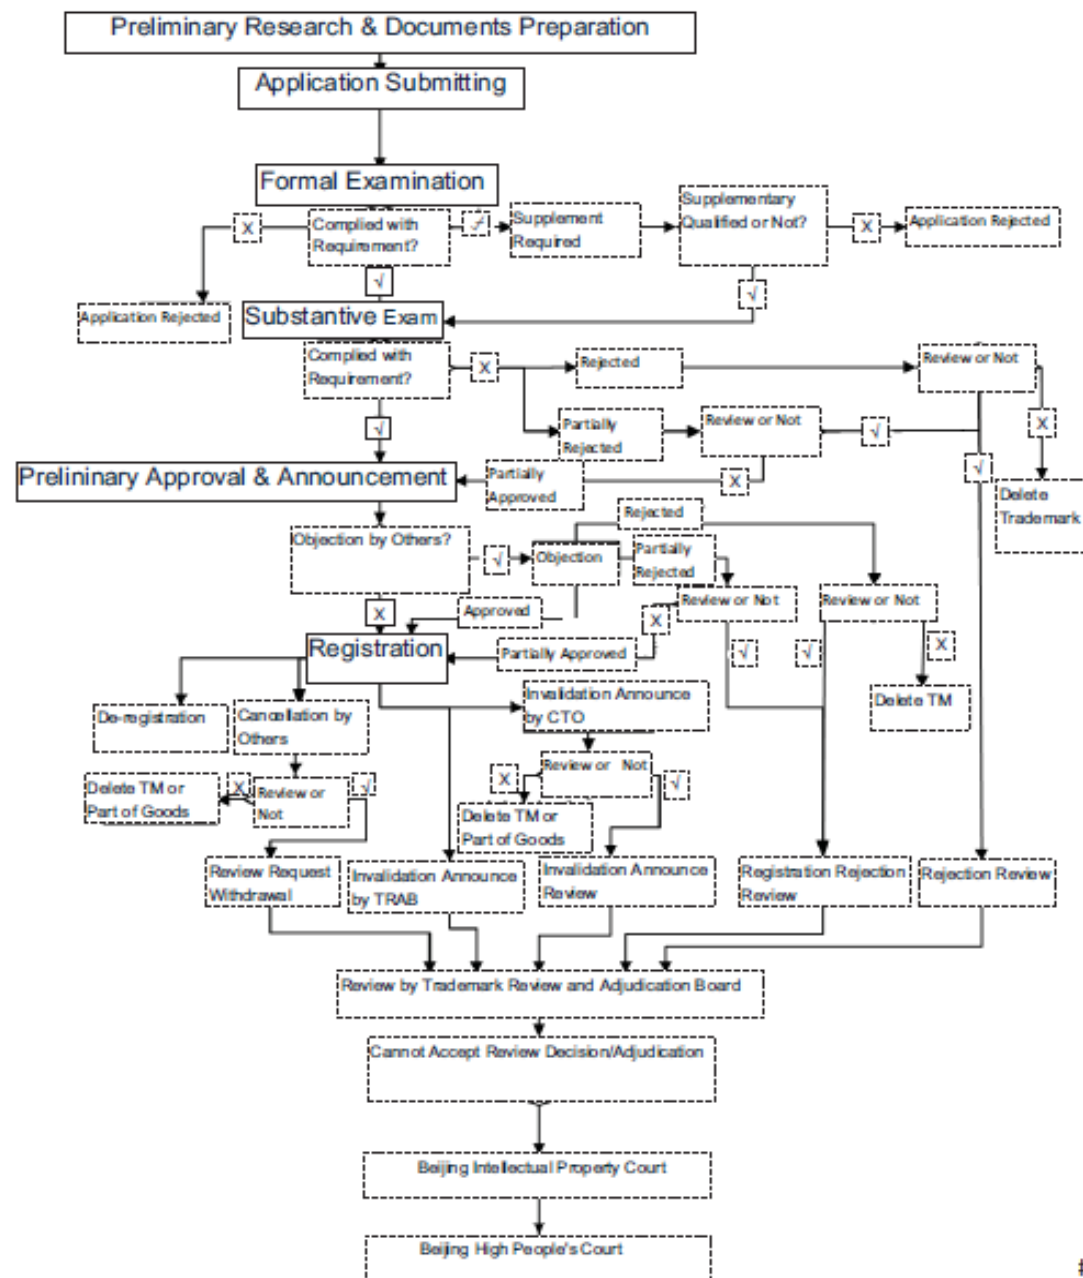 Preliminary Research & Documents Preparation
Application Submitting
Formal Examination
X
Complied with
Requirement?
Supplement
Required
Supplementary
Qualified or Not?
X
Application Rejected
√
√
Application Rejected
Substantive Exam
Complied with
Requirement?
X
Rejected
Review or Not
√
Partially
Rejected
Review or Not
√
X
Prelininary Approval & Announcement
Partially
Approved
X
√
Delete
Trademark
Rejected
Objection by Others?
√
Objection
Partially
Rejected
X
Approved
X
Review or Not
Review or Not
Registration
Partially Approved
√
√
X
De-registration
Cancellation by
Others
Invalidation Announce
by CTO
Delete TM
Delete TM or
Part of Goods
X
Review or
Not
√
X
Review or Not
√
Delete TM or
Part of Goods
Review Request
Withdrawal
Invalidation Announce
by TRAB
Invalidation Announce
Review
Registration Rejection
Review
Rejection Review
Review by Trademark Review and Adjudication Board
Cannot Accept Review Decision/Adjudication
Beijing Intellectual Property Court
Beijing High People's Court